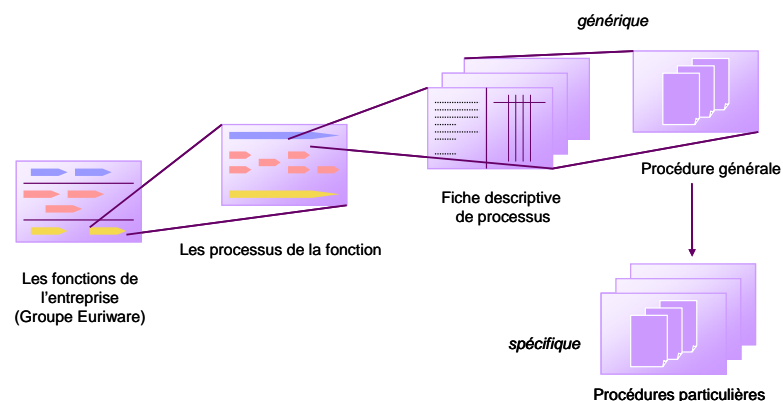 générique
Procédure générale
Fiche descriptive
de processus
Les processus de la fonction
Les fonctions de
l'entreprise
(Groupe Euriware)
spécifique
Procédures particulières